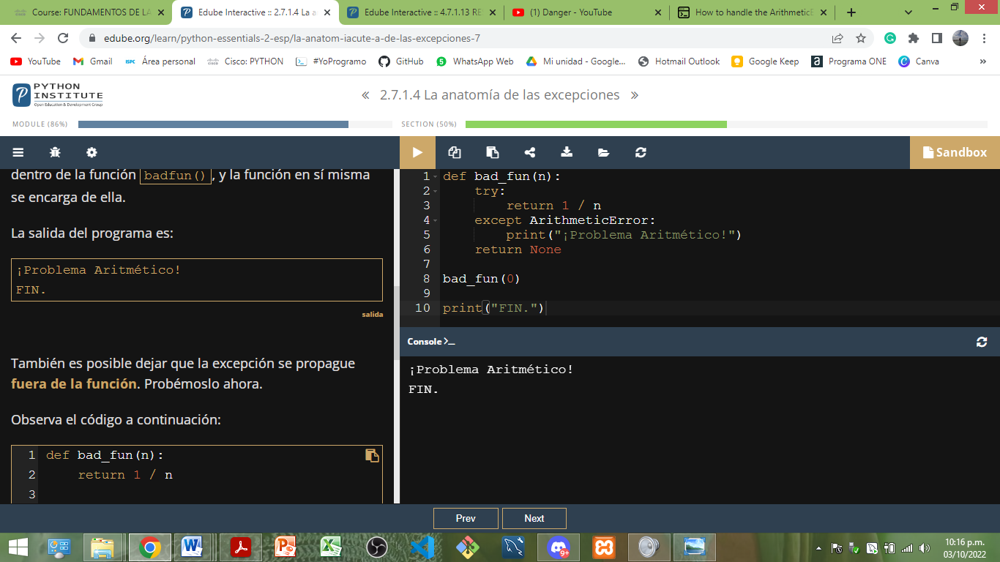 Course: FUNDAMENTOS DE LA
Edube Interactive :: 2.7.1.4 La a
Edube Interactive :: 4.7.1.13 RE
(1) Danger - YouTube
How to handle the ArithmeticE
edube.org/learn/python-essentials-2-esp/la-anatom-iacute-a-de-las-excepciones-7
YouTube
Gmail
ISPC Área personal
Cisco: PYTHON
#YoProgramo
GitHub
5 WhatsApp Web
Mi unidad - Google...
Hotmail Outlook
Google Keep
a Programa ONE
Canva
»
PYTHON
INSTITUTE
Open Education & Development Group
« 2.7.1.4 La anatomía de las excepciones »
MODULE (86%)
SECTION (50%)
Sandbox
dentro de la función badfun(), y la función en sí misma
se encarga de ella.
La salida del programa es:
¡Problema Aritmético!
FIN.
salida
También es posible dejar que la excepción se propague
fuera de la función. Probémoslo ahora.
Observa el código a continuación:
1 def bad_fun(n):
2 return 1 / n
3
1 def bad_fun(n):
2 try:
3 return 1 / n
4 except ArithmeticError:
5 print("¡Problema Aritmético!")
6 return None
7
8 bad_fun(0)
9
10 print("FIN.")
Console >_
¡Problema Aritmético!
FIN.
Prev
Next
9+
10:16 p.m.
03/10/2022